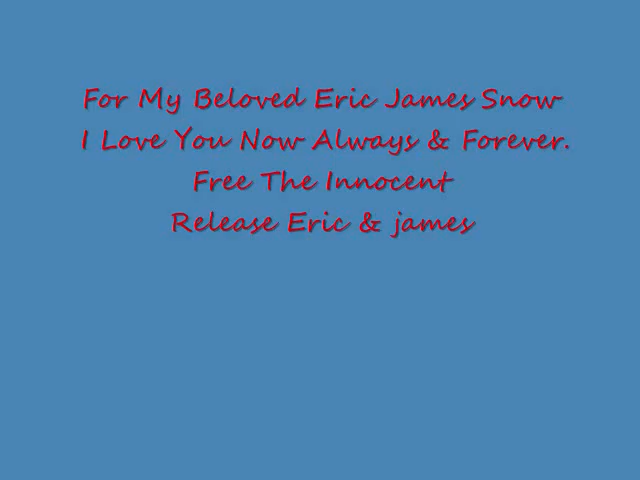 For My Beloved Eric James Snow
I Love You Now Always & Forever.
Free The Innocent
Release Eric & james